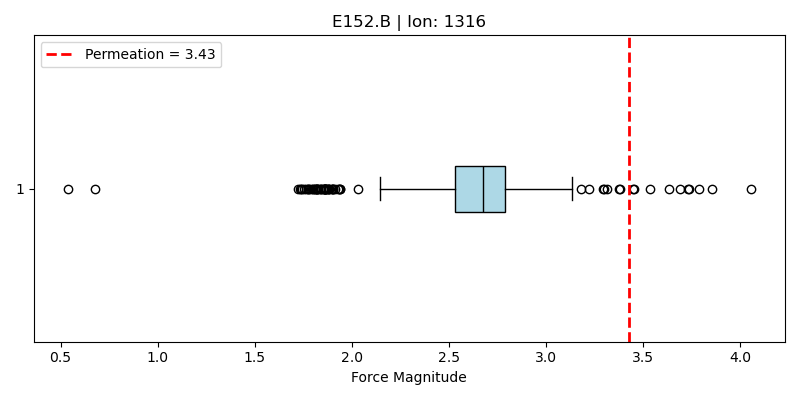 E152.B | Ion: 1316
Permeation = 3.43
1
0.5 1.0 1.5 2.0 2.5 3.0 3.5 4.0
Force Magnitude